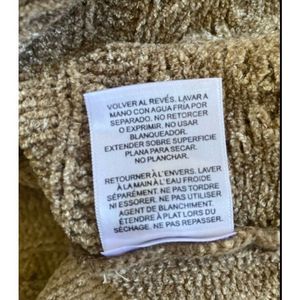 VOLVER AL REVÉS. LAVAR A
MANO CON AGUA FRÍA POR
SEPARADO. NO RETORCER
O EXPRIMIR. NO USAR
BLANQUEADOR.
EXTENDER SOBRE SUPERFICIE
PLANA PARA SECAR.
NO PLANCHAR.
RETOURNER À L'ENVERS. LAVER
À LA MAIN À L'EAU FROIDE
SÉPARÉMENT. NE PAS TORDRE
NI ESSORER. NE PAS UTILISER
AGENT DE BLANCHIMENT.
ÉTENDRE À PLAT LORS DU
SÈCHAGE. NE PAS REPASSER.